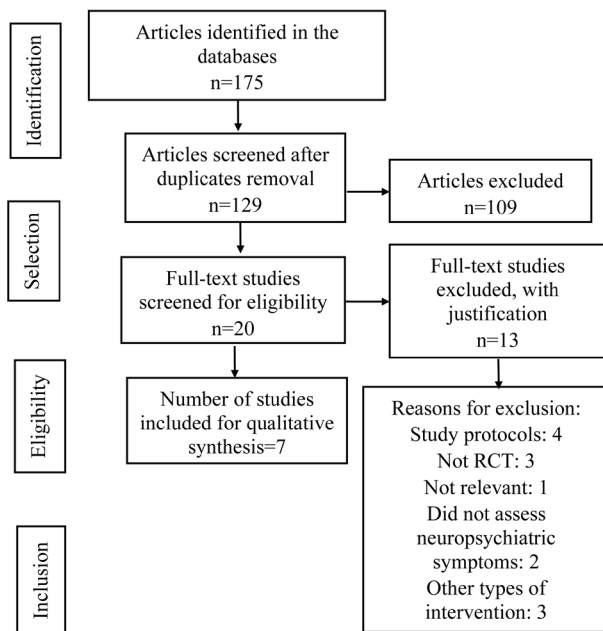 Identification
Articles identified in the
databases
n=175
Articles screened after
duplicates removal
n=129
Articles excluded
n=109
Selection
Full-text studies
screened for eligibility
n=20
Full-text studies
excluded, with
justification
n=13
Eligibility
Number of studies
included for qualitative
synthesis=7
Reasons for exclusion:
Study protocols: 4
Not RCT: 3
Not relevant: 1
Did not assess
neuropsychiatric
symptoms: 2
Other types of
intervention: 3
Inclusion